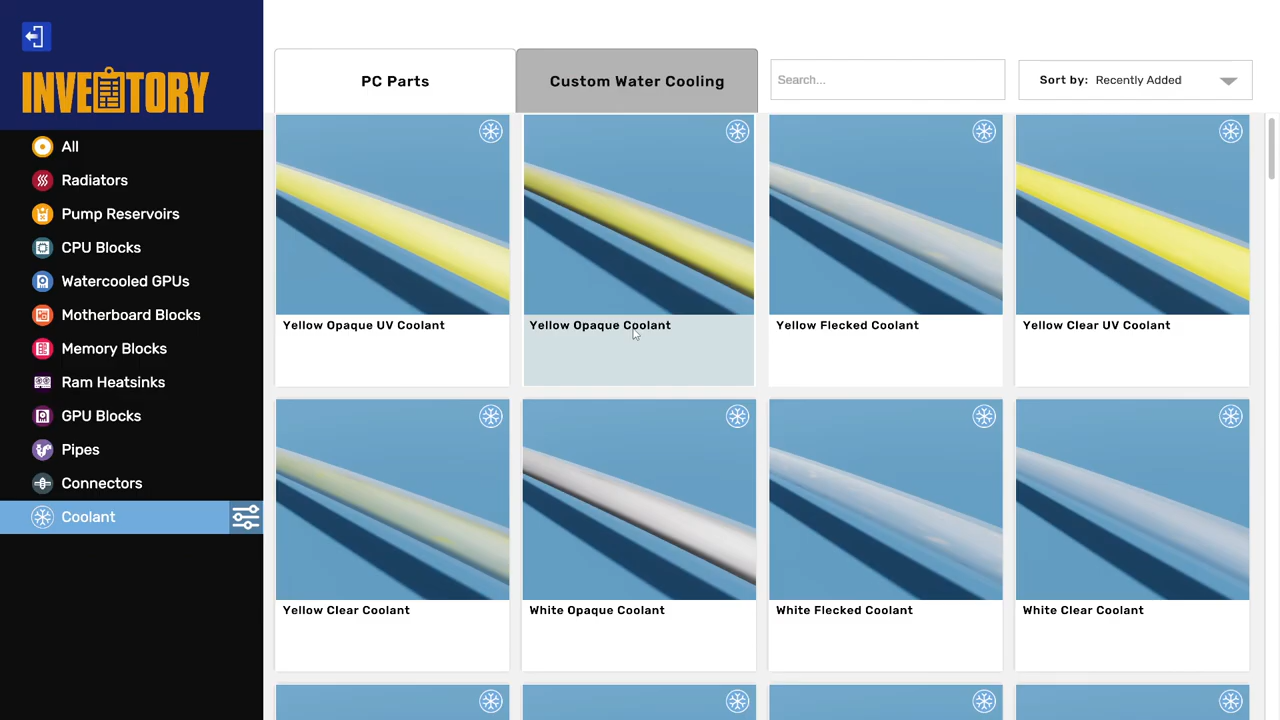 INVENTORY
PC Parts
Custom Water Cooling
Search...
Sort by: Recently Added
All
Radiators
Pump Reservoirs
CPU Blocks
Watercooled GPUs
Motherboard Blocks
Memory Blocks
Ram Heatsinks
GPU Blocks
Pipes
Connectors
Coolant
Yellow Opaque UV Coolant
Yellow Opaque Coolant
Yellow Flecked Coolant
Yellow Clear UV Coolant
Yellow Clear Coolant
White Opaque Coolant
White Flecked Coolant
White Clear Coolant